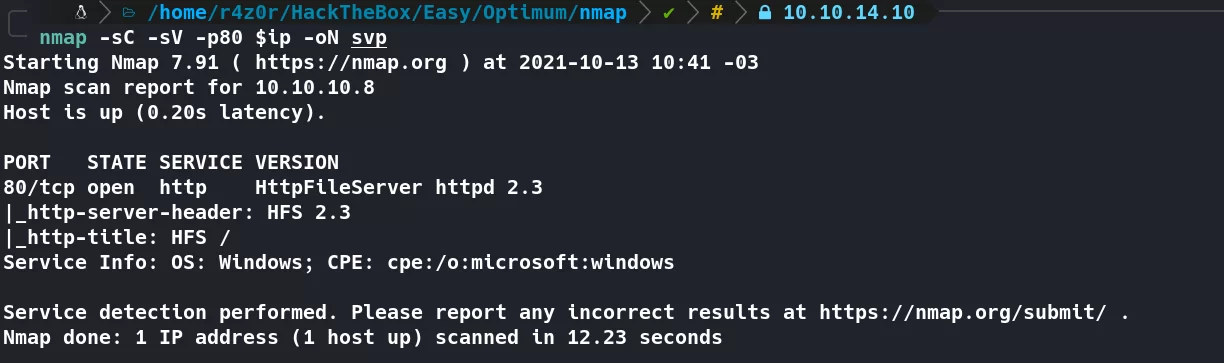 /home/r4z0r/HackTheBox/Easy/Optimum/nmap ✔ # 10.10.14.10
nmap -sC -sV -p80 $ip -oN svp
Starting Nmap 7.91 ( https://nmap.org ) at 2021-10-13 10:41 -03
Nmap scan report for 10.10.10.8
Host is up (0.20s latency).
PORT   STATE SERVICE VERSION
80/tcp open  http    HttpFileServer httpd 2.3
|_http-server-header: HFS 2.3
|_http-title: HFS /
Service Info: OS: Windows; CPE: cpe:/o:microsoft:windows
Service detection performed. Please report any incorrect results at https://nmap.org/submit/ .
Nmap done: 1 IP address (1 host up) scanned in 12.23 seconds